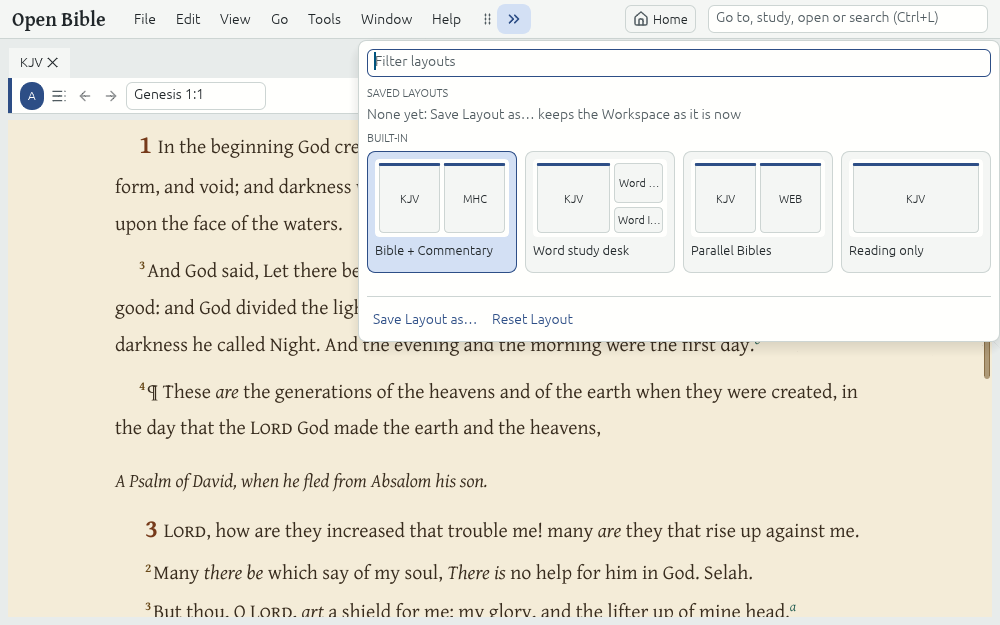 Open Bible File Edit View Go Tools Window Help Home Go to, study, open or search (Ctrl+L)
KJV
A Genesis 1:1
Filter layouts
SAVED LAYOUTS
None yet: Save Layout as… keeps the Workspace as it is now
BUILT-IN
KJV MHC
Bible + Commentary
KJV Word … Word I…
Word study desk
KJV WEB
Parallel Bibles
KJV
Reading only
Save Layout as… Reset Layout
1 In the beginning God cre
form, and void; and darkness
upon the face of the waters.
3 And God said, Let there be
good: and God divided the ligh
darkness he called Night. And the evening and the morning were the first day.
4 ¶ These are the generations of the heavens and of the earth when they were created, in
the day that the LORD God made the earth and the heavens,
A Psalm of David, when he fled from Absalom his son.
3 LORD, how are they increased that trouble me! many are they that rise up against me.
2 Many there be which say of my soul, There is no help for him in God. Selah.
3 But thou, O LORD, art a shield for me; my glory, and the lifter up of mine head. a